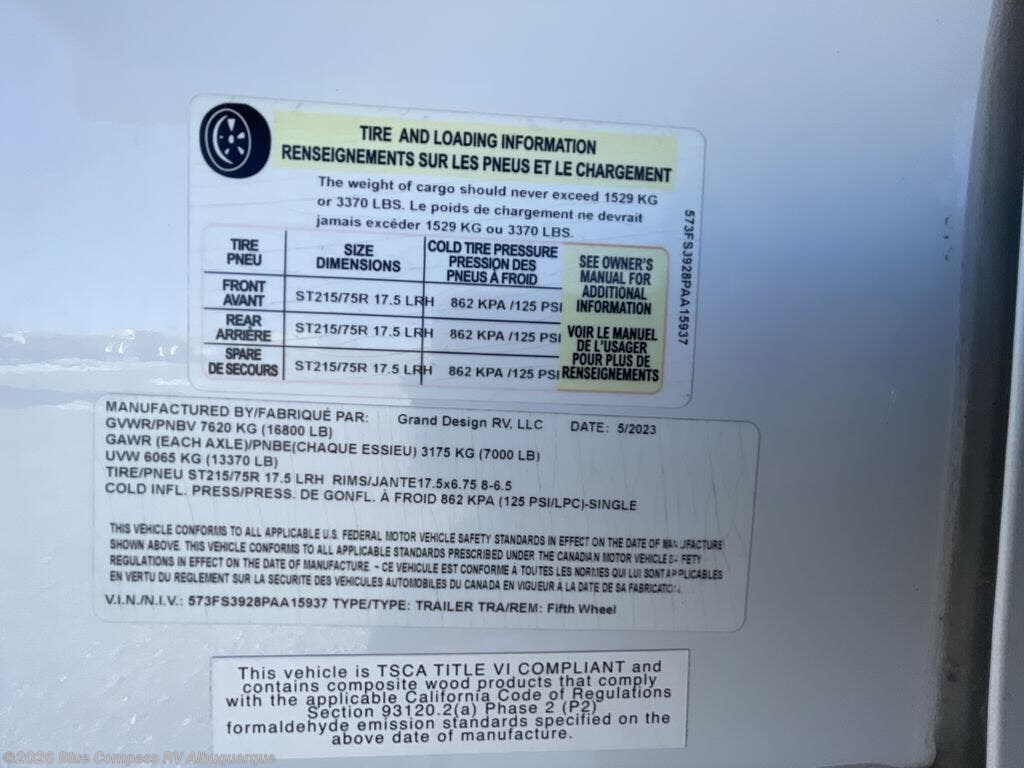 TIRE AND LOADING INFORMATION
RENSEIGNEMENTS SUR LES PNEUS ET LE CHARGEMENT
The weight of cargo should never exceed 1529 KG
or 3370 LBS. Le poids de chargement ne devrait
jamais excéder 1529 KG ou 3370 LBS.
TIRE
PNEU
SIZE
DIMENSIONS
COLD TIRE PRESSURE
PRESSION DES
PNEUS À FROID
FRONT
AVANT
ST215/75R 17.5 LRH
862 KPA /125 PSI
REAR
ARRIÈRE
ST215/75R 17.5 LRH
862 KPA /125 PSI
SPARE
DE SECOURS
ST215/75R 17.5 LRH
862 KPA /125 PSI
SEE OWNER'S
MANUAL FOR
ADDITIONAL
INFORMATION
VOIR LE MANUEL
DE L'USAGER
POUR PLUS DE
RENSEIGNEMENTS
573FS3928PAA15937
MANUFACTURED BY/FABRIQUÉ PAR: Grand Design RV, LLC DATE: 5/2023
GVWR/PNBV 7620 KG (16800 LB)
GAWR (EACH AXLE)/PNBE(CHAQUE ESSIEU) 3175 KG (7000 LB)
UVW 6065 KG (13370 LB)
TIRE/PNEU ST215/75R 17.5 LRH RIMS/JANTE17.5x6.75 8-6.5
COLD INFL. PRESS/PRESS. DE GONFL. À FROID 862 KPA (125 PSI/LPC)-SINGLE
THIS VEHICLE CONFORMS TO ALL APPLICABLE U.S. FEDERAL MOTOR VEHICLE SAFETY STANDARDS IN EFFECT ON THE DATE OF MANUFACTURE
SHOWN ABOVE. THIS VEHICLE CONFORMS TO ALL APPLICABLE STANDARDS PRESCRIBED UNDER THE CANADIAN MOTOR VEHICLE SAFETY
REGULATIONS IN EFFECT ON THE DATE OF MANUFACTURE. - CE VEHICULE EST CONFORME À TOUTES LES NORMES QUI LUI SONT APPLICABLES
EN VERTU DU REGLEMENT SUR LA SECURITE DES VEHICULES AUTOMOBILES DU CANADA EN VIGUEUR A LA DATE DE SA FABRICATION.
V.I.N./N.I.V.: 573FS3928PAA15937 TYPE/TYPE: TRAILER TRA/REM: Fifth Wheel
This vehicle is TSCA TITLE VI COMPLIANT and
contains composite wood products that comply
with the applicable California Code of Regulations
Section 93120.2(a) Phase 2 (P2)
formaldehyde emission standards specified on the
above date of manufacture.
©2026 Blue Compass RV Albuquerque